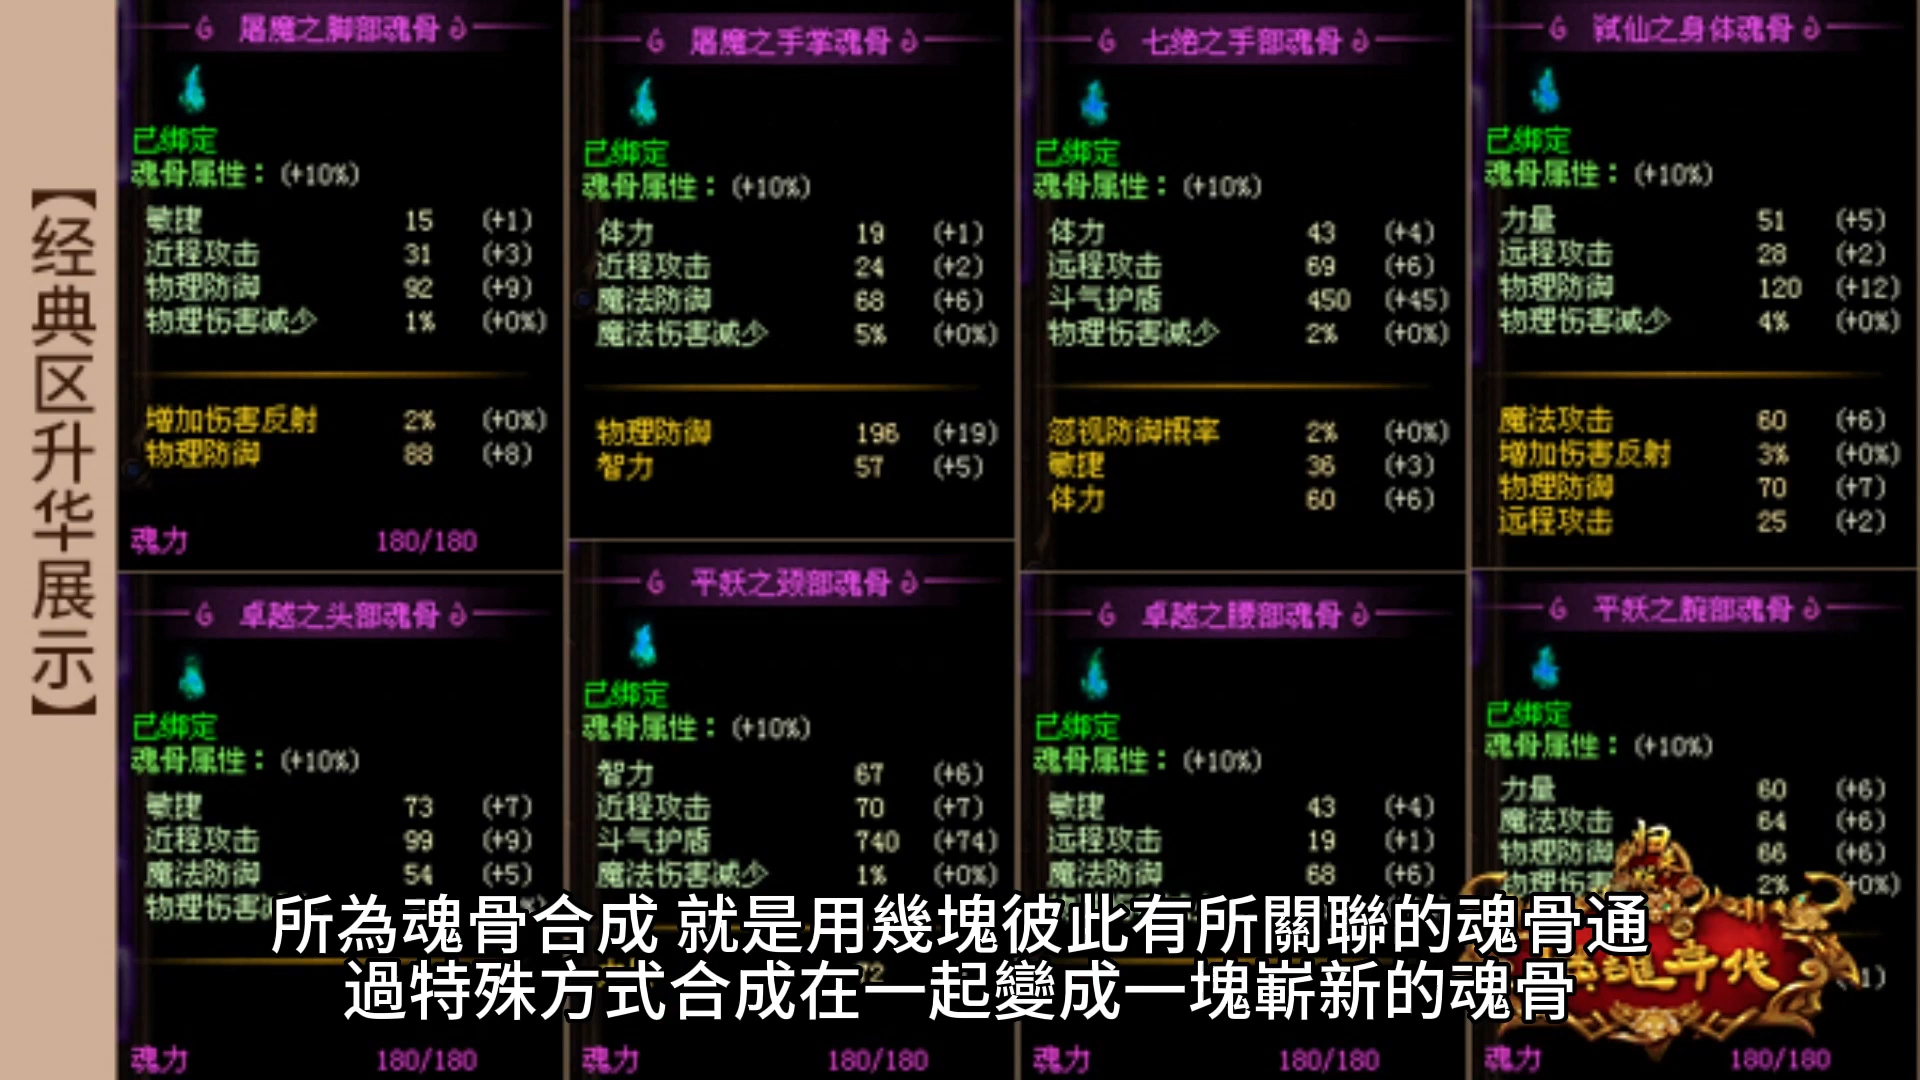 【经典区升华展示】
屠魔之脚部魂骨
已绑定
魂骨属性：(+10%)
敏捷 15 (+1)
近程攻击 31 (+3)
物理防御 92 (+9)
物理伤害减少 1% (+0%)
增加伤害反射 2% (+0%)
物理防御 88 (+8)
魂力 180/180
屠魔之手掌魂骨
已绑定
魂骨属性：(+10%)
体力 19 (+1)
近程攻击 24 (+2)
魔法防御 68 (+6)
魔法伤害减少 5% (+0%)
物理防御 196 (+19)
智力 57 (+5)
七绝之手部魂骨
已绑定
魂骨属性：(+10%)
体力 43 (+4)
远程攻击 69 (+6)
斗气护盾 450 (+45)
物理伤害减少 2% (+0%)
忽视防御概率 2% (+0%)
敏捷 36 (+3)
体力 60 (+6)
弑仙之身体魂骨
已绑定
魂骨属性：(+10%)
力量 51 (+5)
远程攻击 28 (+2)
物理防御 120 (+12)
物理伤害减少 4% (+0%)
魔法攻击 60 (+6)
增加伤害反射 3% (+0%)
物理防御 70 (+7)
远程攻击 25 (+2)
卓越之头部魂骨
已绑定
魂骨属性：(+10%)
敏捷 73 (+7)
近程攻击 99 (+9)
魔法防御 54 (+5)
物理伤害
魂力 180/180
平妖之颈部魂骨
已绑定
魂骨属性：(+10%)
智力 67 (+6)
近程攻击 70 (+7)
斗气护盾 740 (+74)
魔法伤害减少 1% (+0%)
72
魂力 180/180
卓越之腰部魂骨
已绑定
魂骨属性：(+10%)
敏捷 43 (+4)
远程攻击 19 (+1)
魔法防御 68 (+6)
魂力 180/180
平妖之腕部魂骨
已绑定
魂骨属性：(+10%)
力量 60 (+6)
魔法攻击 64 (+6)
物理防御 66 (+6)
物理伤害 2% (+0%)
魂力 180/180
归来
年代
所為魂骨合成 就是用幾塊彼此有所關聯的魂骨通
過特殊方式合成在一起變成一塊嶄新的魂骨